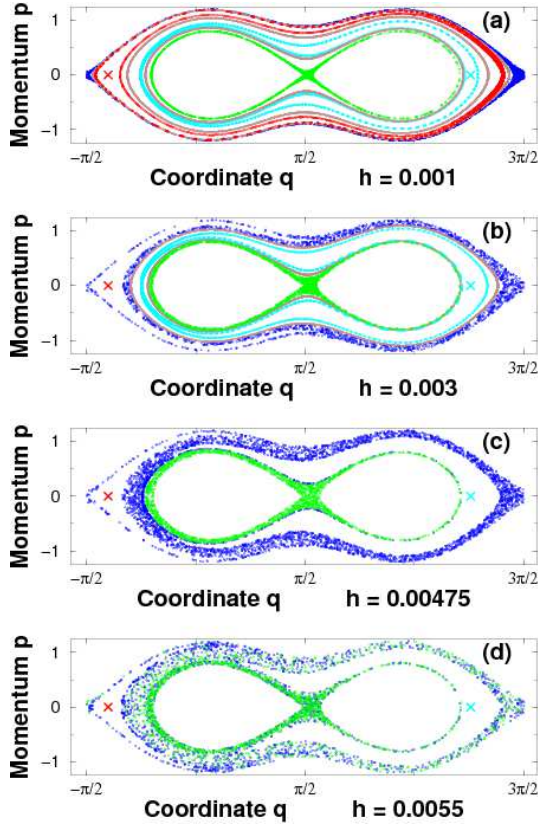 (a)
Momentum p
1
0
−1
−π/2 π/2 3π/2
Coordinate q h = 0.001
(b)
Momentum p
1
0
−1
−π/2 π/2 3π/2
Coordinate q h = 0.003
(c)
Momentum p
1
0
−1
−π/2 π/2 3π/2
Coordinate q h = 0.00475
(d)
Momentum p
1
0
−1
−π/2 π/2 3π/2
Coordinate q h = 0.0055